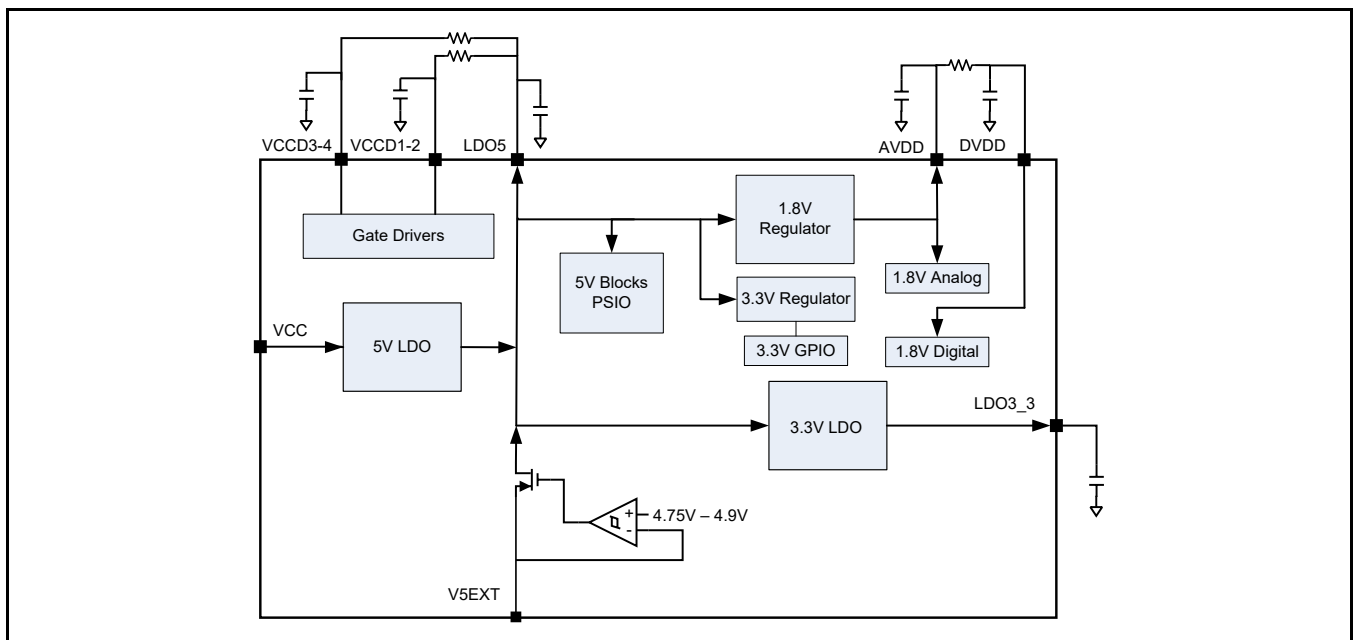 VCCD3-4
VCCD1-2
LDO5
AVDD
DVDD
Gate Drivers
1.8V
Regulator
5V Blocks
PSIO
1.8V Analog
3.3V Regulator
VCC
5V LDO
3.3V GPIO
1.8V Digital
3.3V LDO
LDO3_3
+
4.75V – 4.9V
-
V5EXT